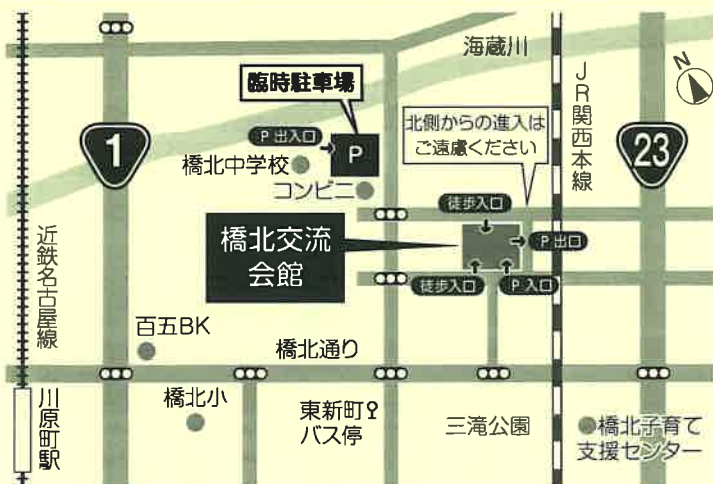 海蔵川
N
臨時駐車場
JR関西本線
1
P出入口
P
北側からの進入は
ご遠慮ください
23
橋北中学校
コンビニ
徒歩入口
橋北交流
会館
P出口
近鉄名古屋線
徒歩入口
P入口
百五BK
橋北通り
川原町駅
橋北小
東新町
バス停
三滝公園
橋北子育て
支援センター